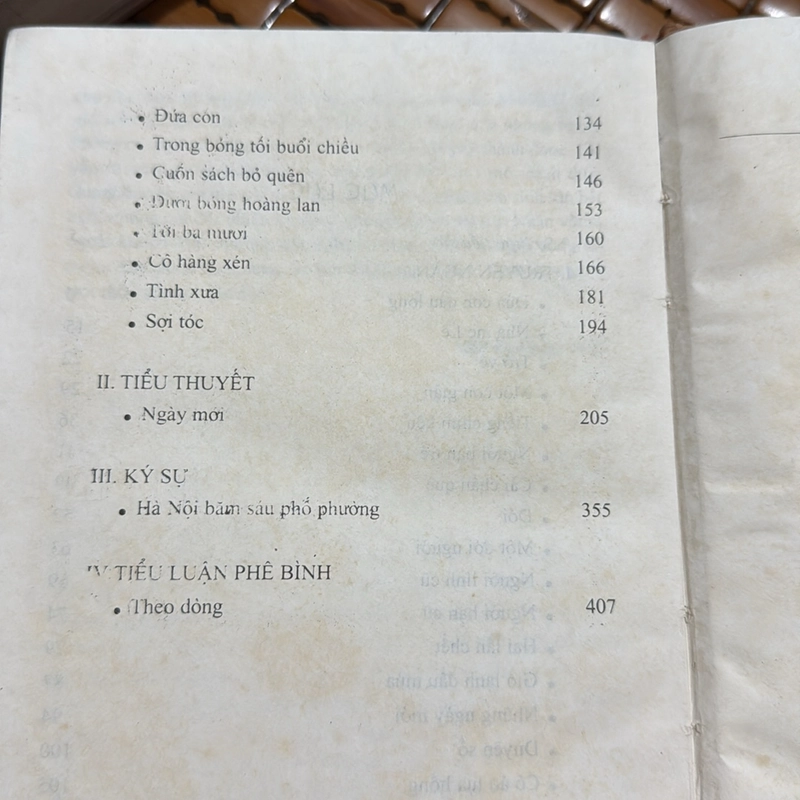 • Đứa con 134
• Trong bóng tối buổi chiều 141
• Cuốn sách bỏ quên 146
• Dưới bóng hoàng lan 153
• Tối ba mươi 160
• Cô hàng xén 166
• Tình xưa 181
• Sợi tóc 194
II. TIỂU THUYẾT
• Ngày mới 205
III. KÝ SỰ
• Hà Nội băm sáu phố phường 355
IV TIỂU LUẬN PHÊ BÌNH
• Theo dòng 407